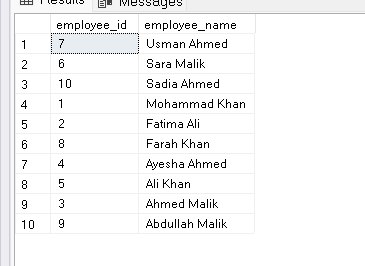 Results Messages
employee_id employee_name
1 7 Usman Ahmed
2 6 Sara Malik
3 10 Sadia Ahmed
4 1 Mohammad Khan
5 2 Fatima Ali
6 8 Farah Khan
7 4 Ayesha Ahmed
8 5 Ali Khan
9 3 Ahmed Malik
10 9 Abdullah Malik